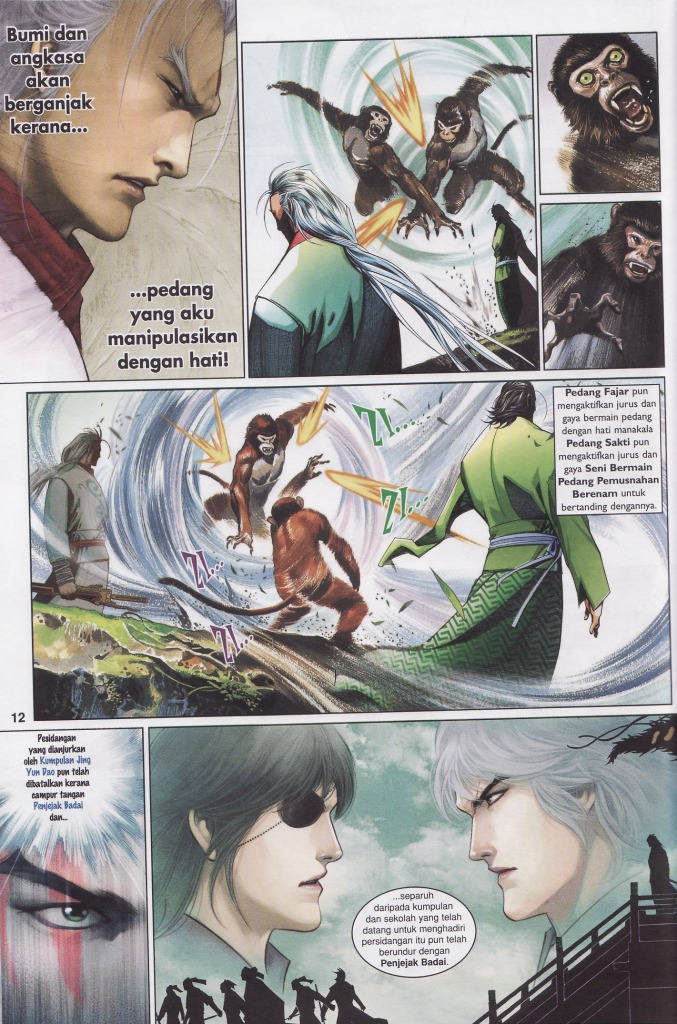 Bumi dan
angkasa
akan
berganjak
kerana...
...pedang
yang aku
manipulasikan
dengan hati!
Pedang Fajar pun
mengaktifkan jurus dan
gaya bermain pedang
dengan hati manakala
Pedang Sakti pun
mengaktifkan jurus dan
gaya Seni Bermain
Pedang Pemusnahan
Berenam untuk
bertanding dengannya.
ZI...
ZI...
ZI...
ZI...
12
Pesidangan
yang dianjurkan
oleh Kumpulan Jing
Yun Dao pun telah
dibatalkan kerana
campur tangan
Penjejak Badai
dan...
...separuh
daripada kumpulan
dan sekolah yang telah
datang untuk menghadiri
persidangan itu pun telah
berundur dengan
Penjejak Badai.